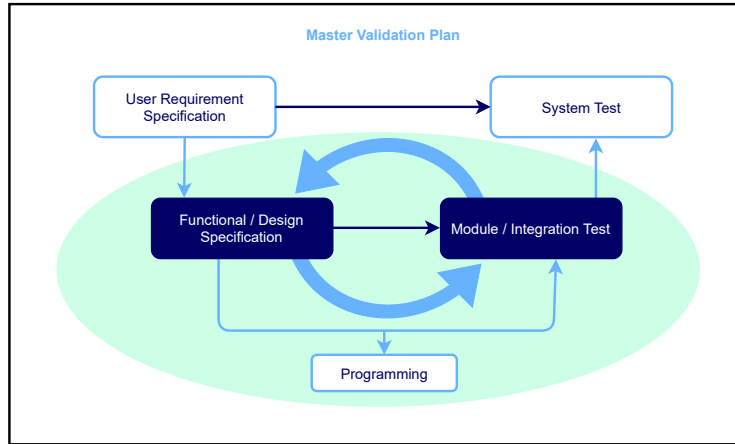 Master Validation Plan
User Requirement
Specification
System Test
Functional / Design
Specification
Module / Integration Test
Programming